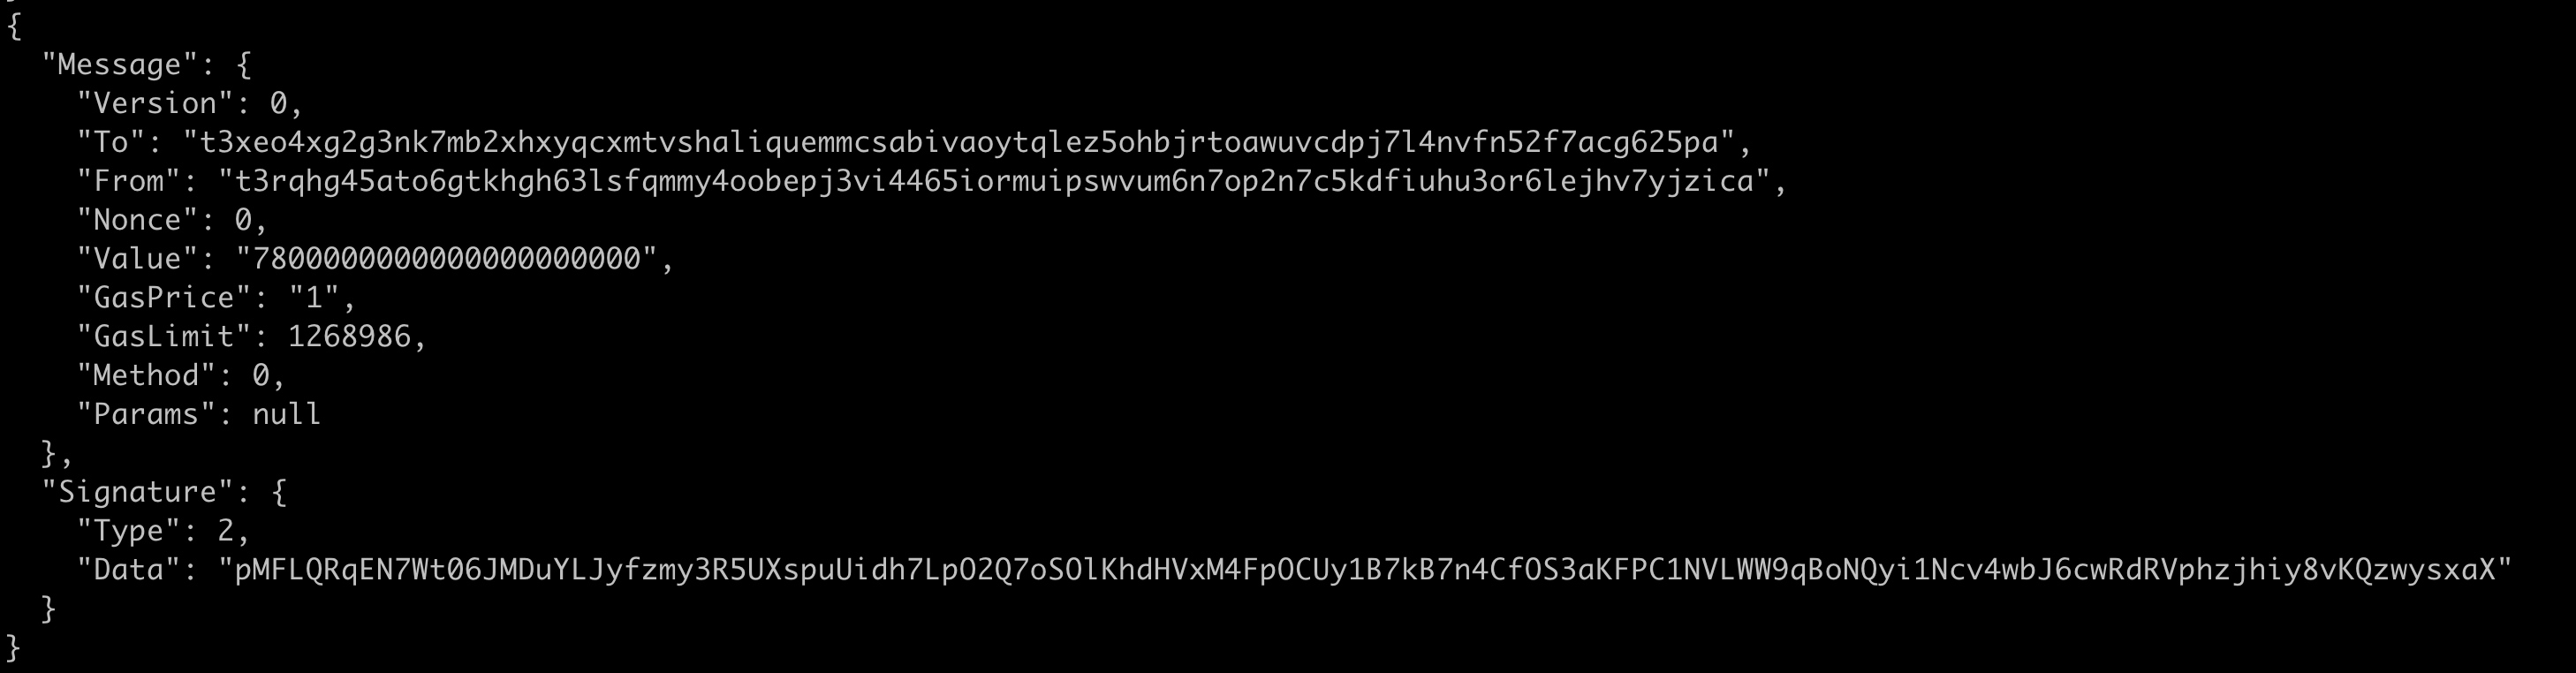 {
"Message": {
"Version": 0,
"To": "t3xeo4xg2g3nk7mb2xhxyqcxmtvshaliquemmcsabivaoytqlez5ohbjrtoawuvcdpj7l4nvfn52f7acg625pa",
"From": "t3rqhg45ato6gtkhgh63lsfqmmy4oobepj3vi4465iormuipswvum6n7op2n7c5kdfiuhu3or6lejhv7yjzica",
"Nonce": 0,
"Value": "7800000000000000000000",
"GasPrice": "1",
"GasLimit": 1268986,
"Method": 0,
"Params": null
},
"Signature": {
"Type": 2,
"Data": "pMFLQRqEN7Wt06JMDuYLJyfzmy3R5UXspuUidh7LpO2Q7oSOlKhdHVxM4FpOCUy1B7kB7n4CfOS3aKFPC1NVLWW9qBoNQyi1Ncv4wbJ6cwRdRVphzjhiy8vKQzwysxaX"
}
}